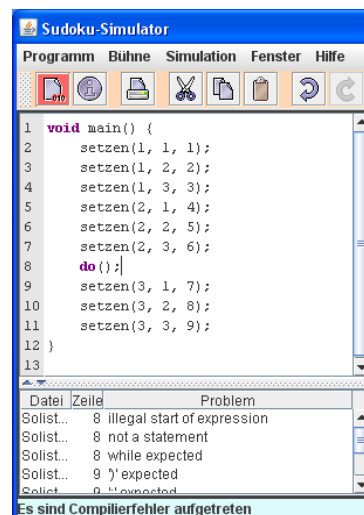 Sudoku-Simulator
Programm Bühne Simulation Fenster Hilfe
010
1 void main() {
2 setzen(1, 1, 1);
3 setzen(1, 2, 2);
4 setzen(1, 3, 3);
5 setzen(2, 1, 4);
6 setzen(2, 2, 5);
7 setzen(2, 3, 6);
8 do();
9 setzen(3, 1, 7);
10 setzen(3, 2, 8);
11 setzen(3, 3, 9);
12 }
13
Datei Zeile Problem
Solist... 8 illegal start of expression
Solist... 8 not a statement
Solist... 8 while expected
Solist... 9 ')' expected
Solist... 9 expected
Es sind Compilierfehler aufgetreten